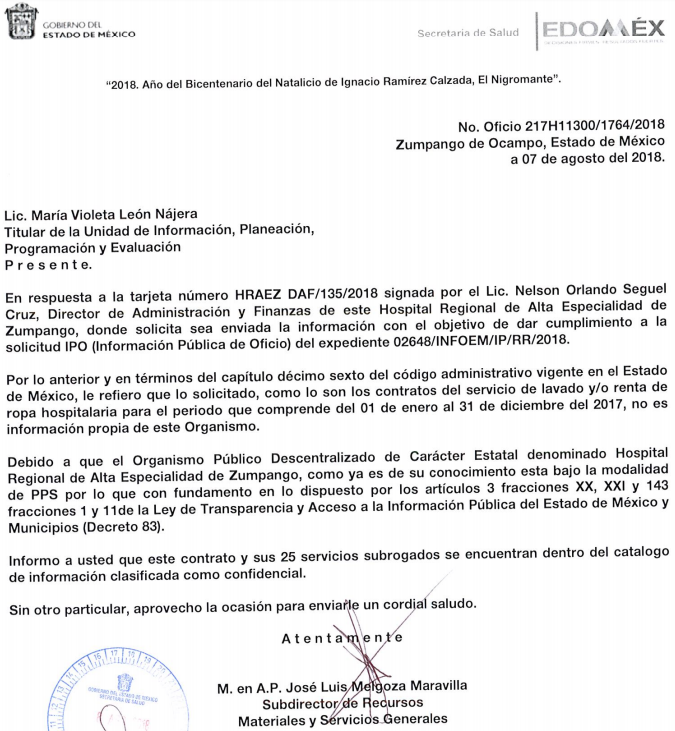 GOBIERNO DEL
ESTADO DE MÉXICO
Secretaría de Salud
EDOMÉX
"2018. Año del Bicentenario del Natalicio de Ignacio Ramírez Calzada, El Nigromante".
No. Oficio 217H11300/1764/2018
Zumpango de Ocampo, Estado de México
a 07 de agosto del 2018.
Lic. María Violeta León Nájera
Titular de la Unidad de Información, Planeación,
Programación y Evaluación
P r e s e n t e.
En respuesta a la tarjeta número HRAEZ DAF/135/2018 signada por el Lic. Nelson Orlando Seguel
Cruz, Director de Administración y Finanzas de este Hospital Regional de Alta Especialidad de
Zumpango, donde solicita sea enviada la información con el objetivo de dar cumplimiento a la
solicitud IPO (Información Pública de Oficio) del expediente 02648/INFOEM/IP/RR/2018.
Por lo anterior y en términos del capítulo décimo sexto del código administrativo vigente en el Estado
de México, le refiero que lo solicitado, como lo son los contratos del servicio de lavado y/o renta de
ropa hospitalaria para el periodo que comprende del 01 de enero al 31 de diciembre del 2017, no es
información propia de este Organismo.
Debido a que el Organismo Público Descentralizado de Carácter Estatal denominado Hospital
Regional de Alta Especialidad de Zumpango, como ya es de su conocimiento esta bajo la modalidad
de PPS por lo que con fundamento en lo dispuesto por los artículos 3 fracciones XX, XXI y 143
fracciones 1 y 11de la Ley de Transparencia y Acceso a la Información Pública del Estado de México y
Municipios (Decreto 83).
Informo a usted que este contrato y sus 25 servicios subrogados se encuentran dentro del catalogo
de información clasificada como confidencial.
Sin otro particular, aprovecho la ocasión para enviarle un cordial saludo.
A t e n t a m e n t e
M. en A.P. José Luis Melgoza Maravilla
Subdirector de Recursos
Materiales y Servicios Generales
GOBIERNO DEL ESTADO DE MÉXICO
SECRETARÍA DE SALUD